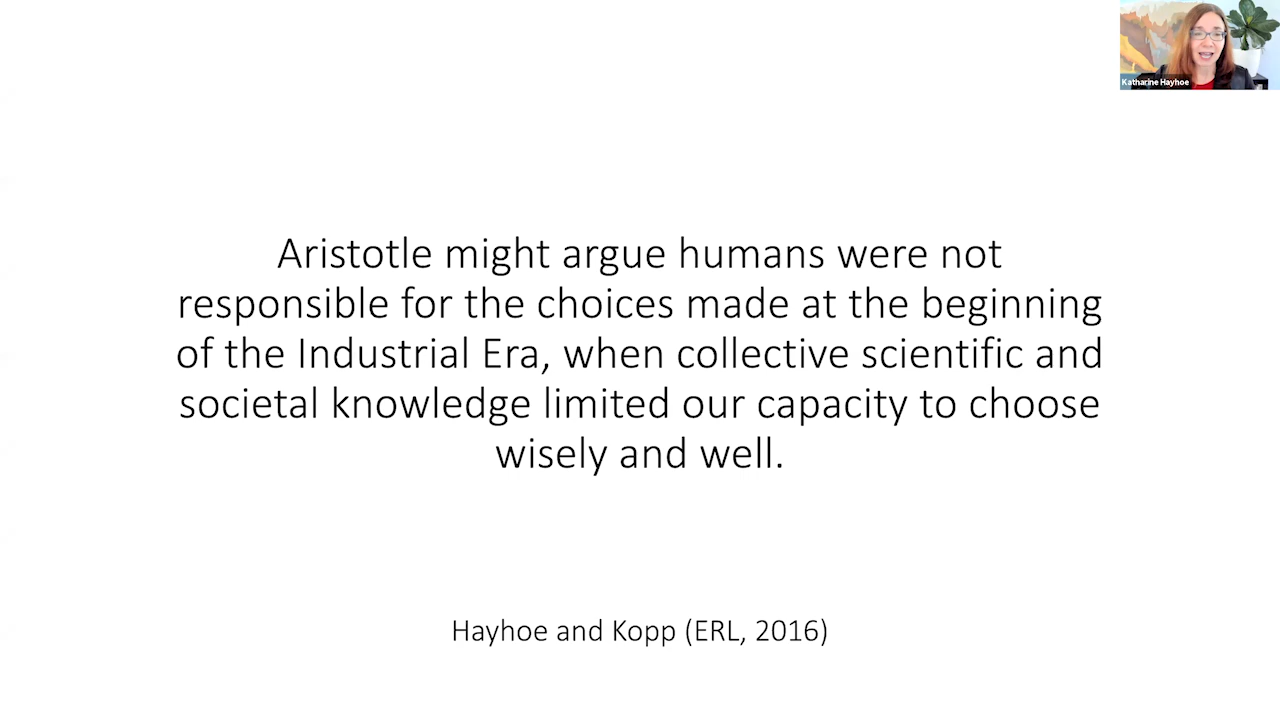 Katharine Hayhoe
Aristotle might argue humans were not
responsible for the choices made at the beginning
of the Industrial Era, when collective scientific and
societal knowledge limited our capacity to choose
wisely and well.
Hayhoe and Kopp (ERL, 2016)